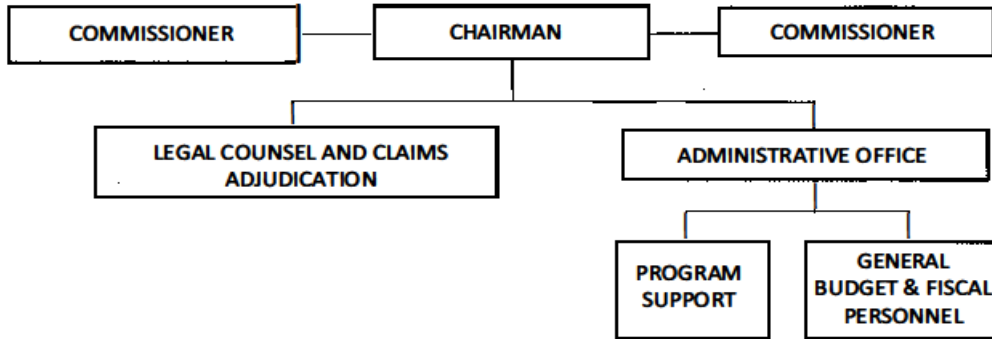 COMMISSIONER
CHAIRMAN
COMMISSIONER
LEGAL COUNSEL AND CLAIMS
ADJUDICATION
ADMINISTRATIVE OFFICE
PROGRAM
SUPPORT
GENERAL
BUDGET & FISCAL
PERSONNEL